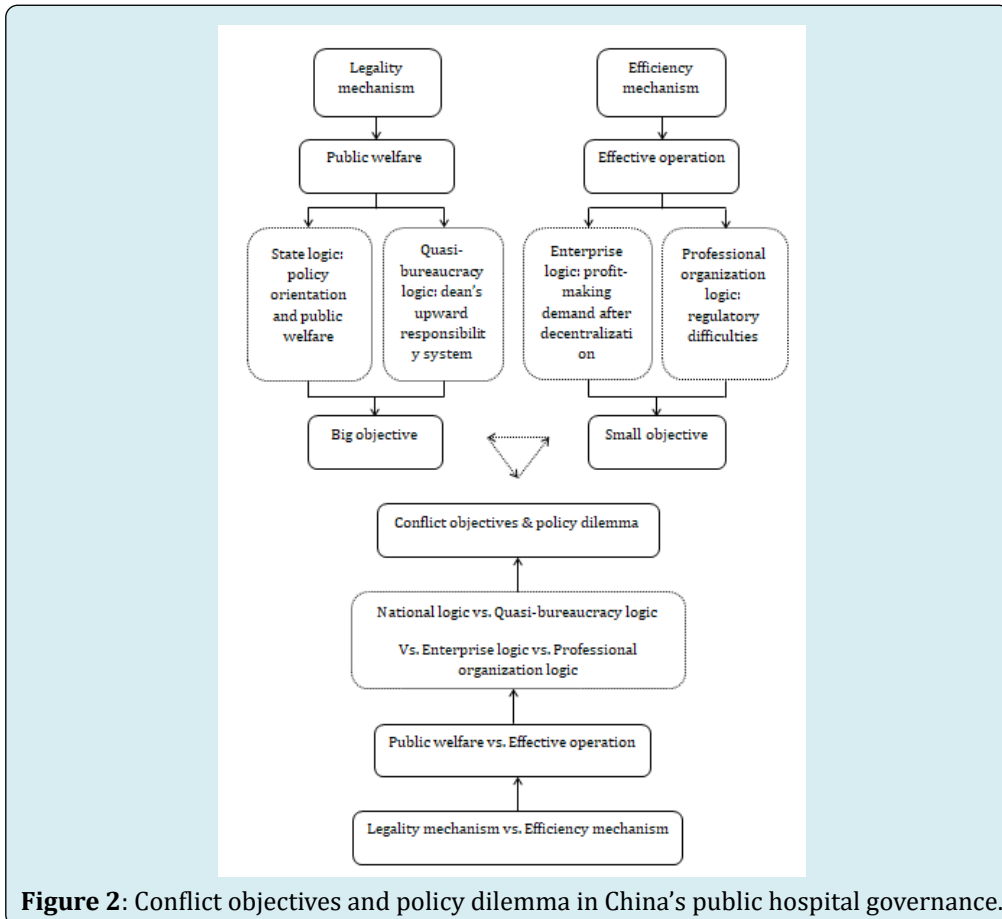 Legality
mechanism
Efficiency
mechanism
Public welfare
Effective operation
State logic:
policy
orientation
and public
welfare
Quasi-
bureaucracy
logic: dean's
upward
responsibilit
y system
Enterprise
logic: profit-
making
demand after
decentralizati
on
Professional
organization
logic:
regulatory
difficulties
Big objective
Small objective
Conflict objectives & policy dilemma
National logic vs. Quasi-bureaucracy logic
Vs. Enterprise logic vs. Professional
organization logic
Public welfare vs. Effective operation
Legality mechanism vs. Efficiency mechanism
Figure 2: Conflict objectives and policy dilemma in China's public hospital governance.